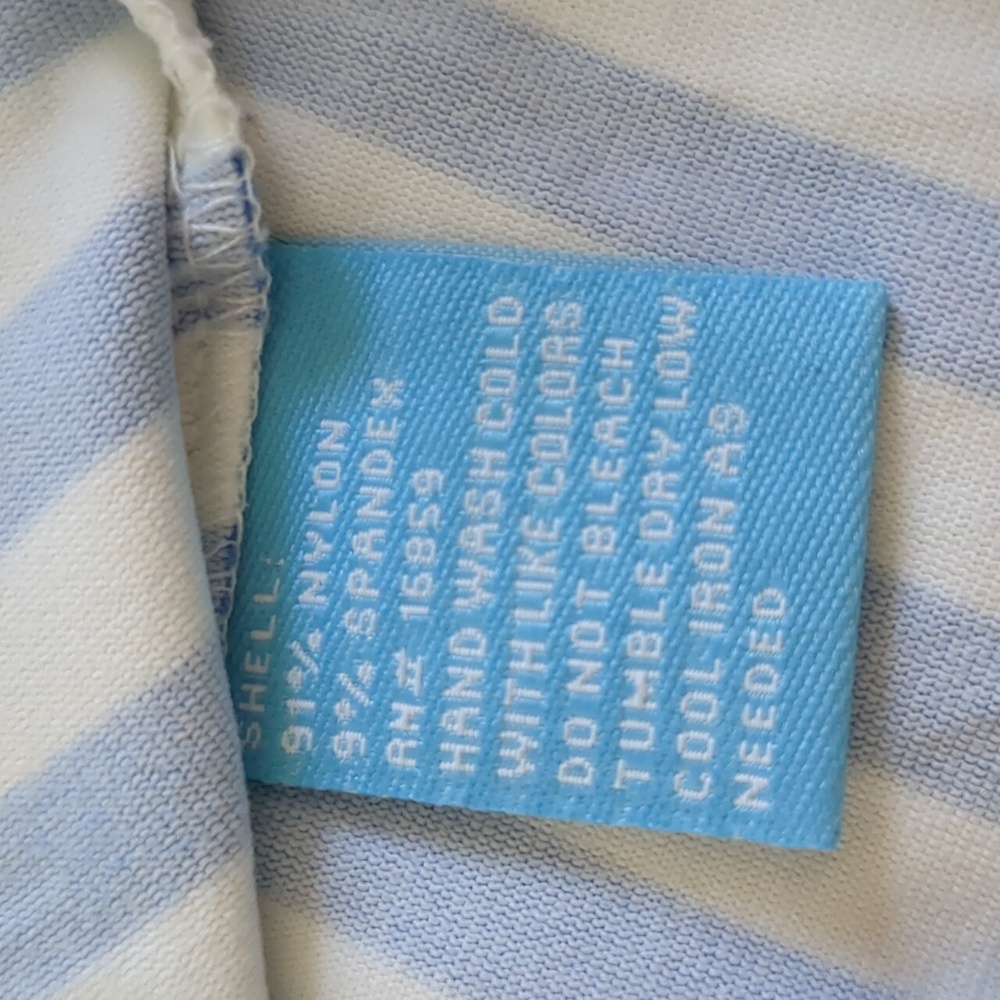 SHELL:
91% NYLON
9% SPANDEX
RN# 16859
HAND WASH COLD
WITH LIKE COLORS
DO NOT BLEACH
TUMBLE DRY LOW
COOL IRON AS
NEEDED